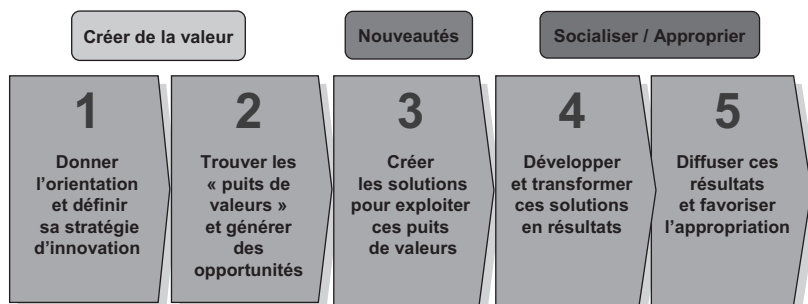 Créer de la valeur
Nouveautés
Socialiser / Approprier
1
Donner
l’orientation
et définir
sa stratégie
d’innovation
2
Trouver les
« puits de
valeurs »
et générer
des
opportunités
3
Créer
les solutions
pour exploiter
ces puits
de valeurs
4
Développer
et transformer
ces solutions
en résultats
5
Diffuser ces
résultats
et favoriser
l’appropriation